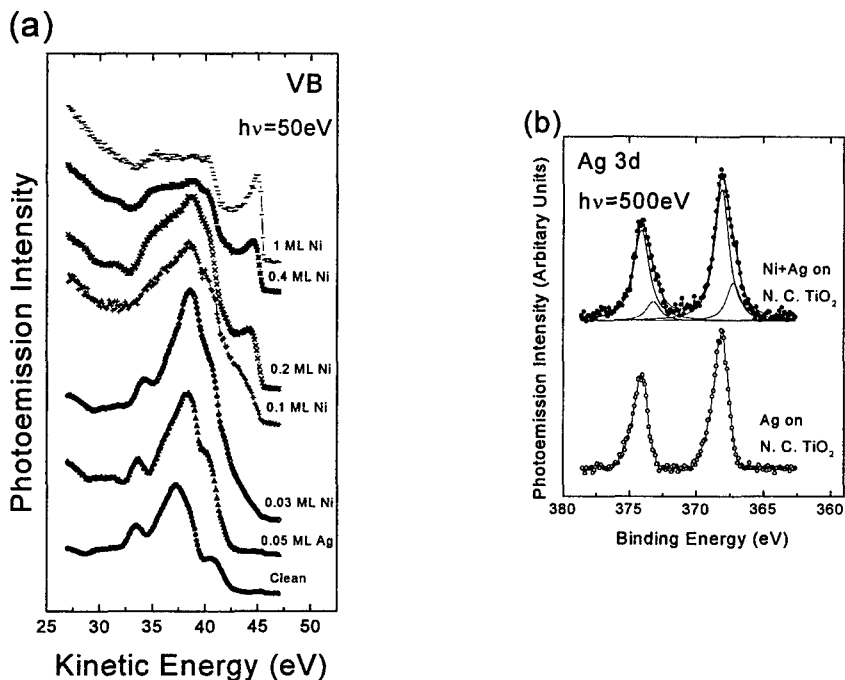 (a)
VB
hν=50eV
Photoemission Intensity
1 ML Ni
0.4 ML Ni
0.2 ML Ni
0.1 ML Ni
0.03 ML Ni
0.05 ML Ag
Clean
25 30 35 40 45 50
Kinetic Energy (eV)
(b)
Ag 3d
hν=500eV
Photoemission Intensity (Arbitary Units)
Ni+Ag on
N. C. TiO₂
Ag on
N. C. TiO₂
380 375 370 365 360
Binding Energy (eV)